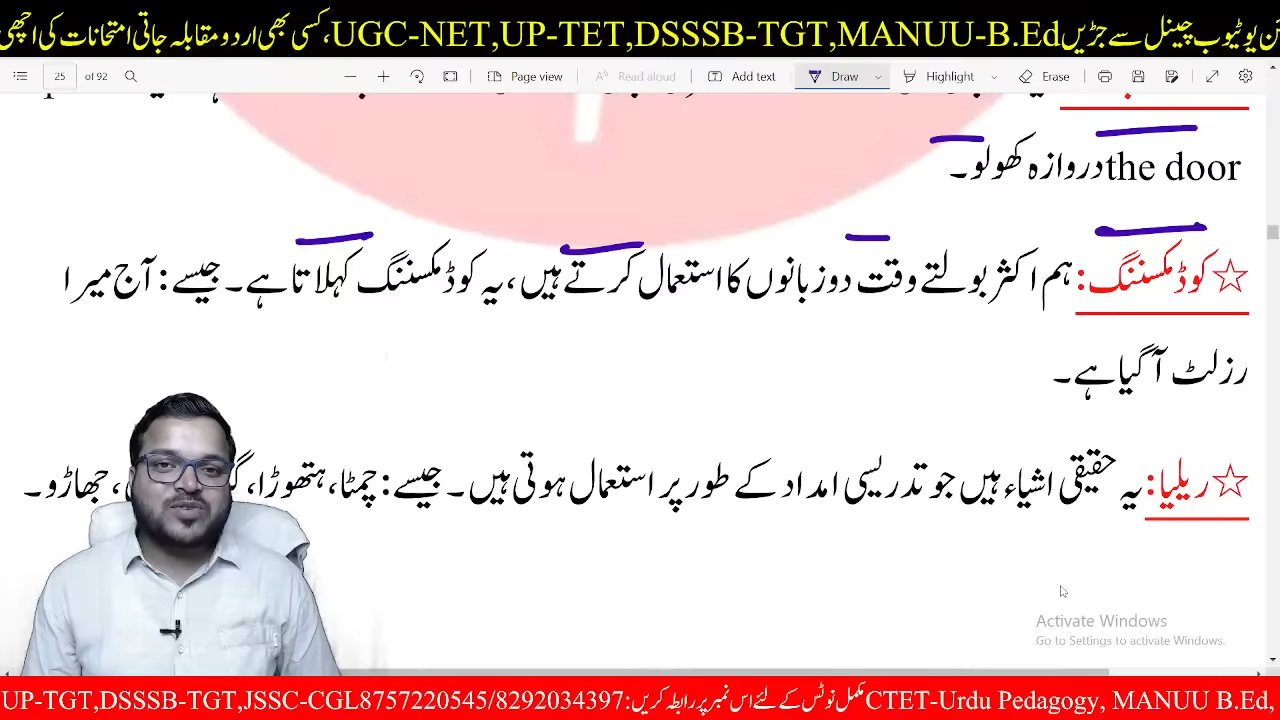 ن یوٹیوب چینل سے جڑیں UGC-NET,UP-TET,DSSSB-TGT,MANUU-B.Ed، کسی بھی اردو مقابلہ جاتی امتحانات کی اچھی
25 of 92 Page view Read aloud Add text Draw Highlight Erase
the door دروازہ کھولو۔
☆ کوڈ مکسننگ: ہم اکثر بولتے وقت دو زبانوں کا استعمال کرتے ہیں، یہ کوڈ مکسننگ کہلاتا ہے۔ جیسے: آج میرا
رزلٹ آگیا ہے۔
☆ ریلیا: یہ حقیقی اشیاء ہیں جو تدریسی امداد کے طور پر استعمال ہوتی ہیں۔ جیسے: چمٹا، ہتھوڑا، ، جھاڑو۔
Activate Windows
Go to Settings to activate Windows.
UP-TGT,DSSSB-TGT,JSSC-CGL8757220545/8292034397:مکمل نوٹس کے لئے اس نمبر پر رابطہ کریں CTET-Urdu Pedagogy, MANUU B.Ed,